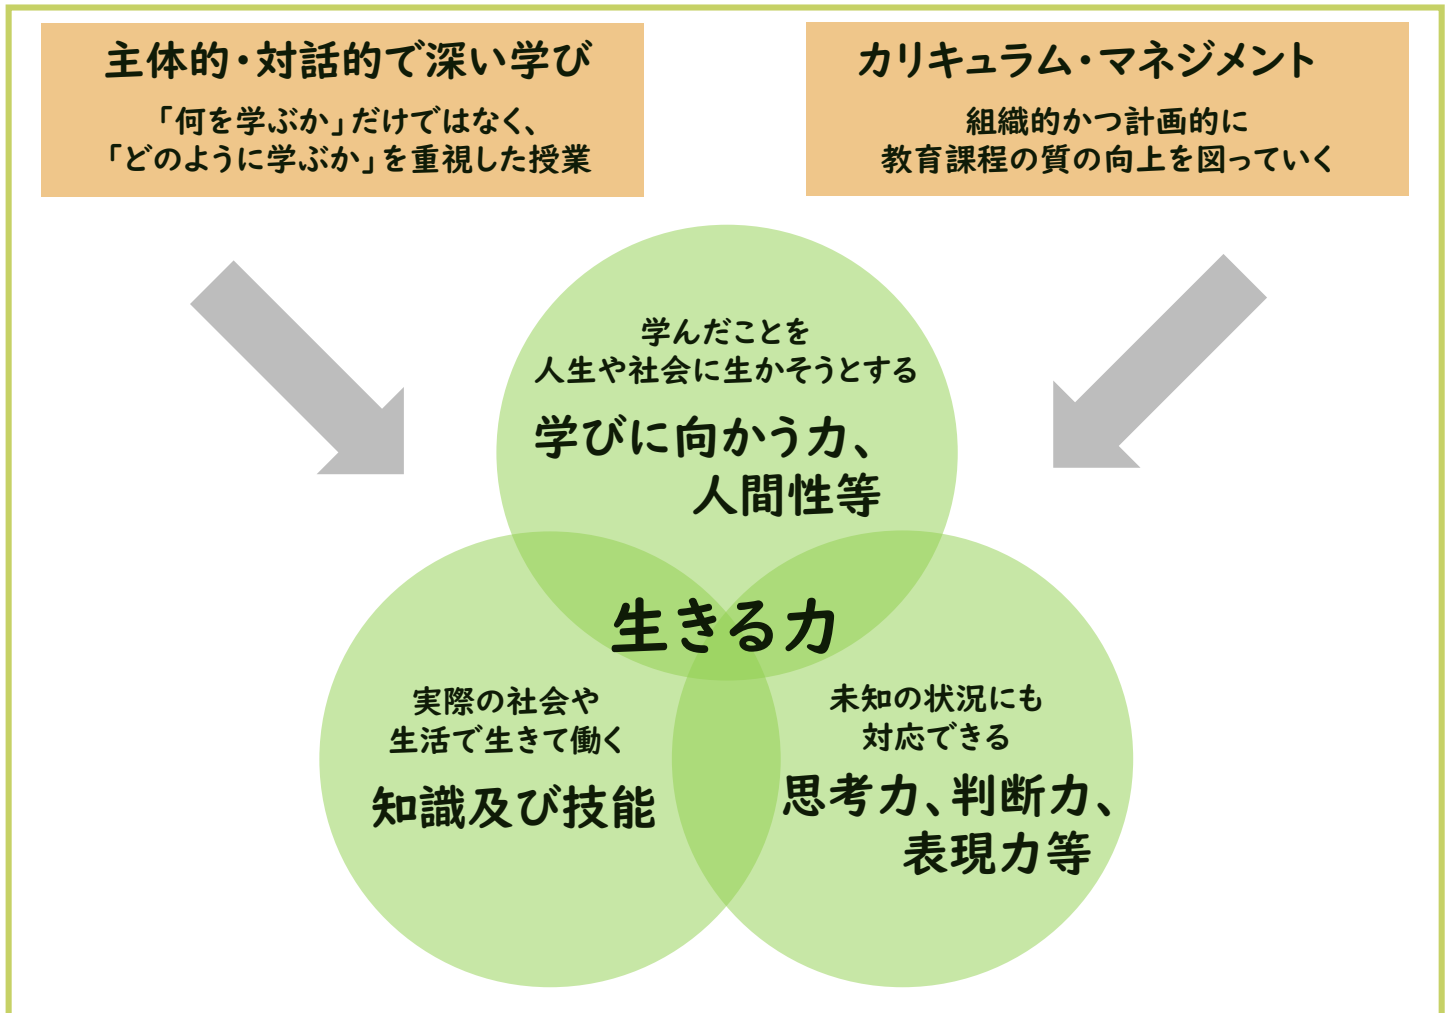 主体的・対話的で深い学び
「何を学ぶか」だけではなく、
「どのように学ぶか」を重視した授業
カリキュラム・マネジメント
組織的かつ計画的に
教育課程の質の向上を図っていく
学んだことを
人生や社会に生かそうとする
学びに向かう力、
人間性等
生きる力
実際の社会や
生活で生きて働く
知識及び技能
未知の状況にも
対応できる
思考力、判断力、
表現力等